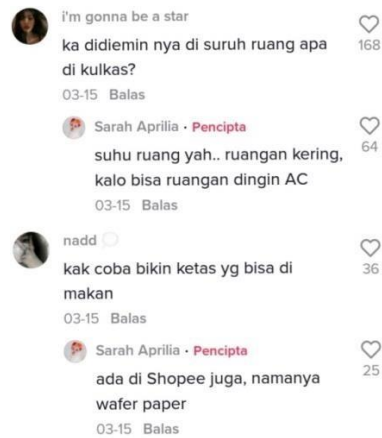 i'm gonna be a star
ka didiemin nya di suruh ruang apa
di kulkas?
168
03-15 Balas
Sarah Aprilia · Pencipta
suhu ruang yah.. ruangan kering,
kalo bisa ruangan dingin AC
64
03-15 Balas
nadd
kak coba bikin ketas yg bisa di
makan
36
03-15 Balas
Sarah Aprilia · Pencipta
ada di Shopee juga, namanya
wafer paper
25
03-15 Balas